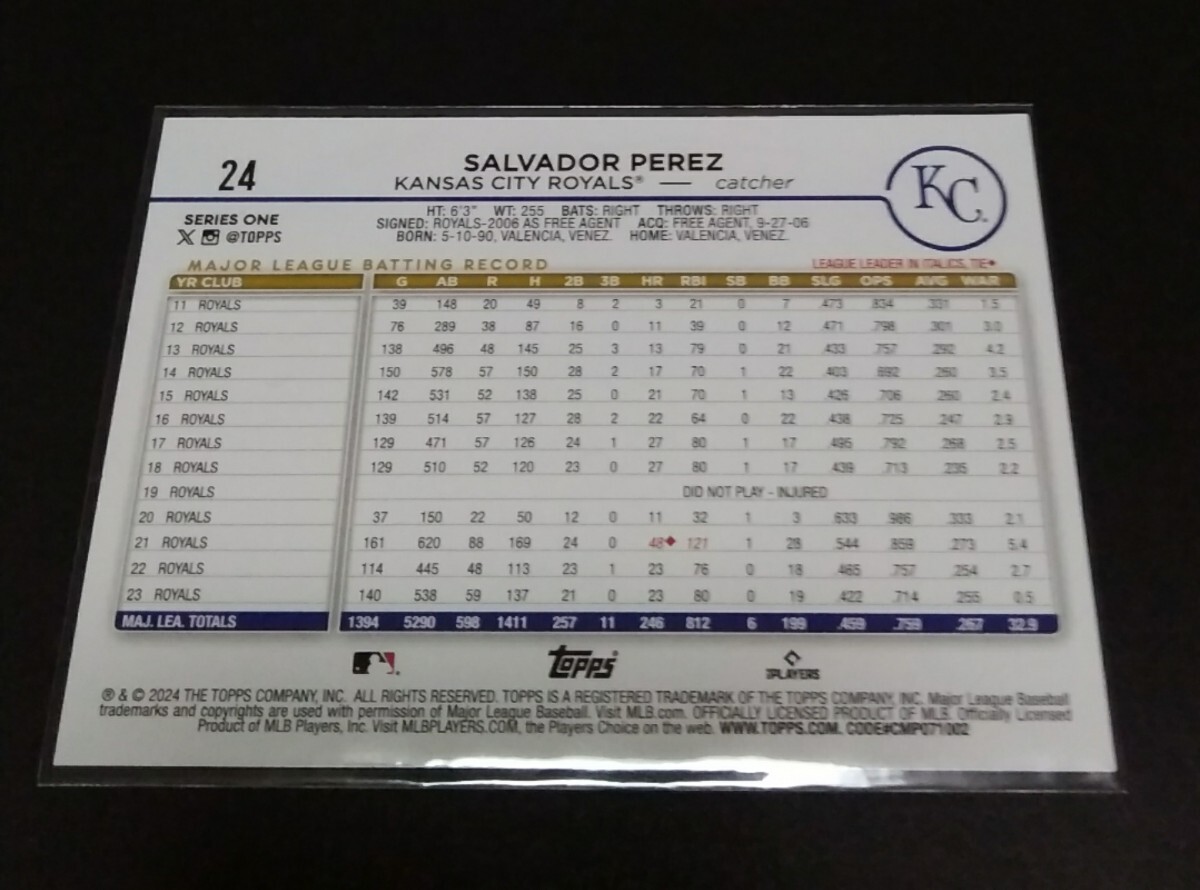 24
SALVADOR PEREZ
KANSAS CITY ROYALS® — catcher
KC
SERIES ONE
X @TOPPS
HT: 6'3" WT: 255 BATS: RIGHT THROWS: RIGHT
SIGNED: ROYALS-2006 AS FREE AGENT ACQ: FREE AGENT, 9-27-06
BORN: 5-10-90, VALENCIA, VENEZ. HOME: VALENCIA, VENEZ.
MAJOR LEAGUE BATTING RECORD LEAGUE LEADER IN ITALICS, TIE◆
YR CLUB G AB R H 2B 3B HR RBI SB BB SLG OPS AVG WAR
11 ROYALS 39 148 20 49 8 2 3 21 0 7 .473 .834 .331 1.5
12 ROYALS 76 289 38 87 16 0 11 39 0 12 .471 .798 .301 3.0
13 ROYALS 138 496 48 145 25 3 13 79 0 21 .433 .757 .292 4.2
14 ROYALS 150 578 57 150 28 2 17 70 1 22 .403 .692 .260 3.5
15 ROYALS 142 531 52 138 25 0 21 70 1 13 .426 .706 .260 2.4
16 ROYALS 139 514 57 127 28 2 22 64 0 22 .438 .725 .247 2.9
17 ROYALS 129 471 57 126 24 1 27 80 1 17 .495 .792 .268 2.5
18 ROYALS 129 510 52 120 23 0 27 80 1 17 .439 .713 .235 2.2
19 ROYALS DID NOT PLAY - INJURED
20 ROYALS 37 150 22 50 12 0 11 32 1 3 .633 .986 .333 2.1
21 ROYALS 161 620 88 169 24 0 48◆ 121 1 28 .544 .859 .273 5.4
22 ROYALS 114 445 48 113 23 1 23 76 0 18 .465 .757 .254 2.7
23 ROYALS 140 538 59 137 21 0 23 80 0 19 .422 .714 .255 0.5
MAJ. LEA. TOTALS 1394 5290 598 1411 257 11 246 812 6 199 .459 .759 .267 32.9
topps PLAYERS
® & © 2024 THE TOPPS COMPANY, INC. ALL RIGHTS RESERVED. TOPPS IS A REGISTERED TRADEMARK OF THE TOPPS COMPANY, INC. Major League Baseball
trademarks and copyrights are used with permission of Major League Baseball. Visit MLB.com. OFFICIALLY LICENSED PRODUCT OF MLB. Officially Licensed
Product of MLB Players, Inc. Visit MLBPLAYERS.COM, the Players Choice on the web. WWW.TOPPS.COM. CODE#CMP071002